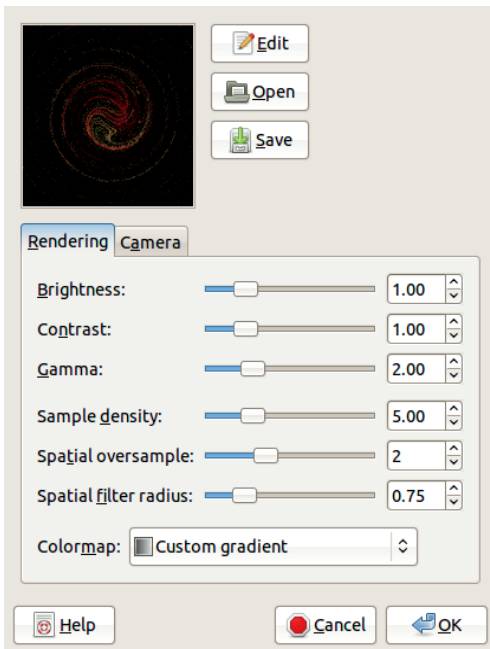 Edit
Open
Save
Rendering Camera
Brightness: 1.00
Contrast: 1.00
Gamma: 2.00
Sample density: 5.00
Spatial oversample: 2
Spatial filter radius: 0.75
Colormap: Custom gradient
Help Cancel OK